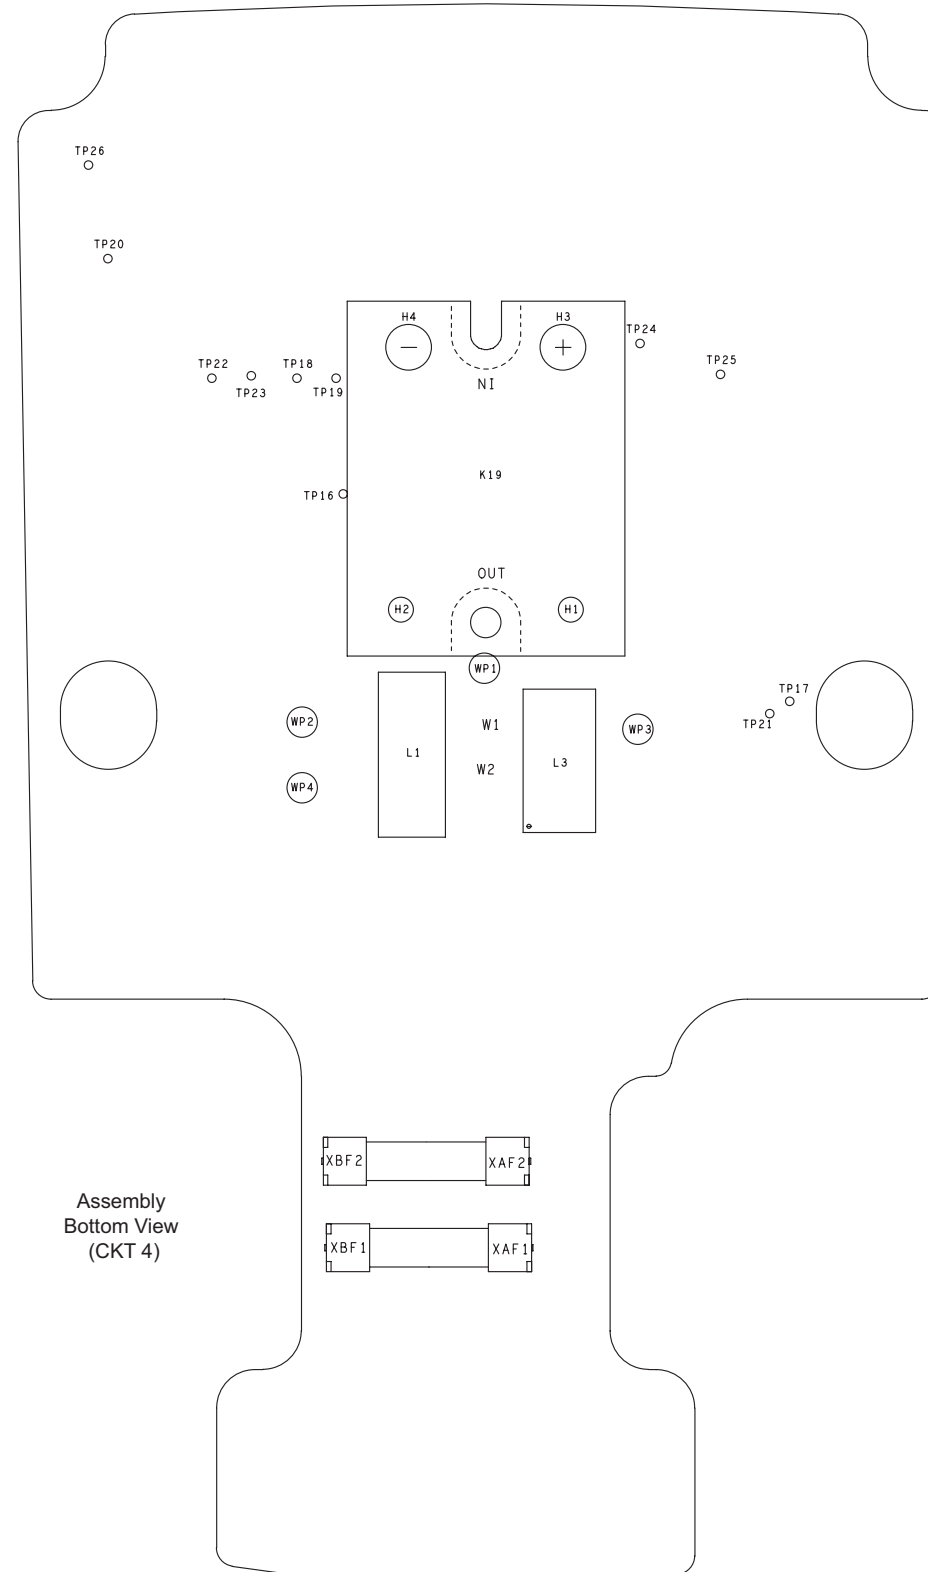 TP26
TP20
H4
H3
TP24
TP22
TP18
TP25
TP23
TP19
NI
K19
TP16
OUT
H2
H1
WP1
TP17
WP2
W1
WP3
TP21
L1
W2
L3
WP4
XBF2
XAF2
Assembly
Bottom View
(CKT 4)
XBF1
XAF1